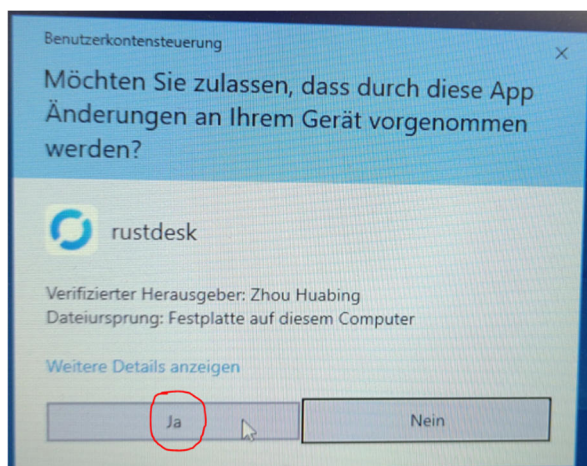 Benutzerkontensteuerung
Möchten Sie zulassen, dass durch diese App
Änderungen an Ihrem Gerät vorgenommen
werden?
rustdesk
Verifizierter Herausgeber: Zhou Huabing
Dateiursprung: Festplatte auf diesem Computer
Weitere Details anzeigen
Ja
Nein